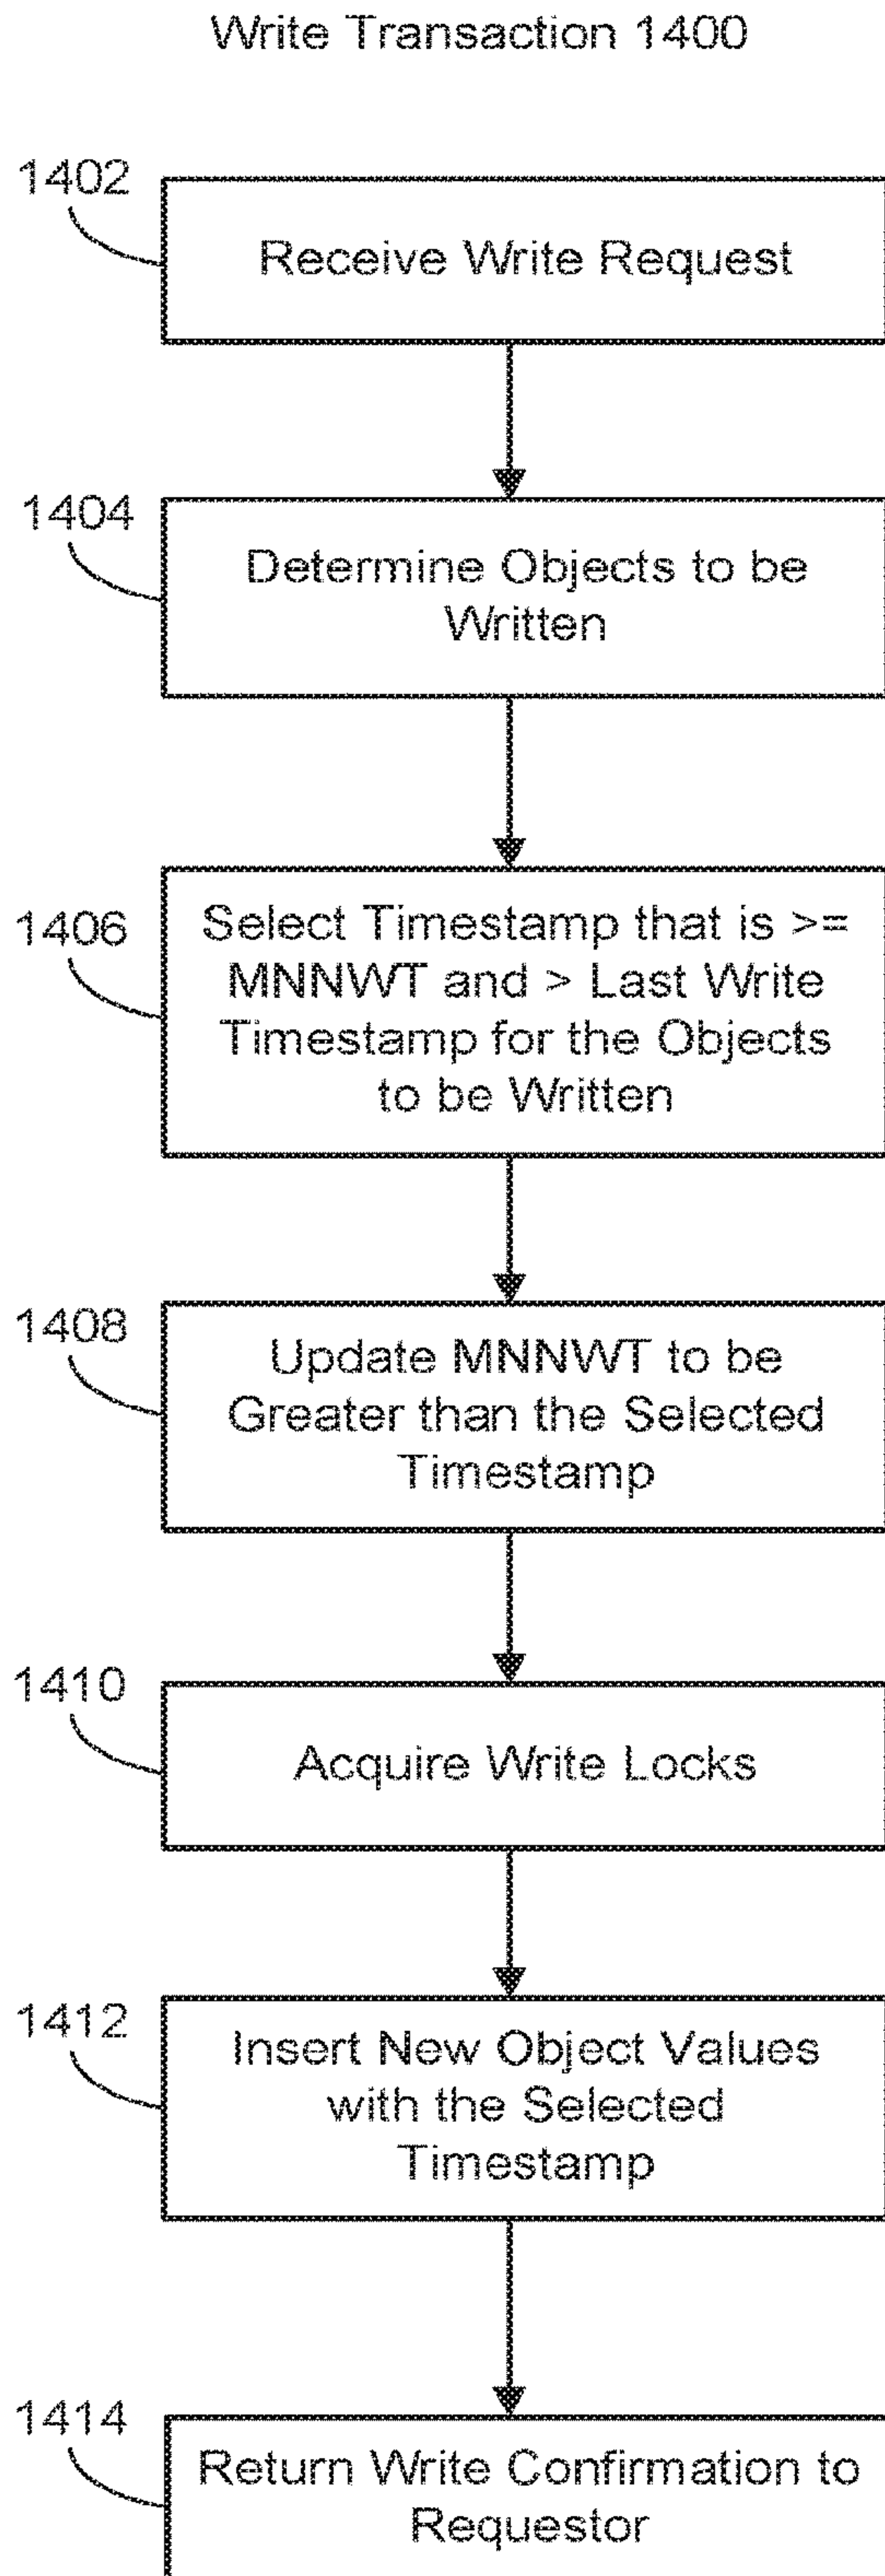 Write Transaction 1400
1402
Receive Write Request
1404
Determine Objects to be
Written
1406
Select Timestamp that is >=
MNNWT and > Last Write
Timestamp for the Objects
to be Written
1408
Update MNNWT to be
Greater than the Selected
Timestamp
1410
Acquire Write Locks
1412
Insert New Object Values
with the Selected
Timestamp
1414
Return Write Confirmation to
Requestor